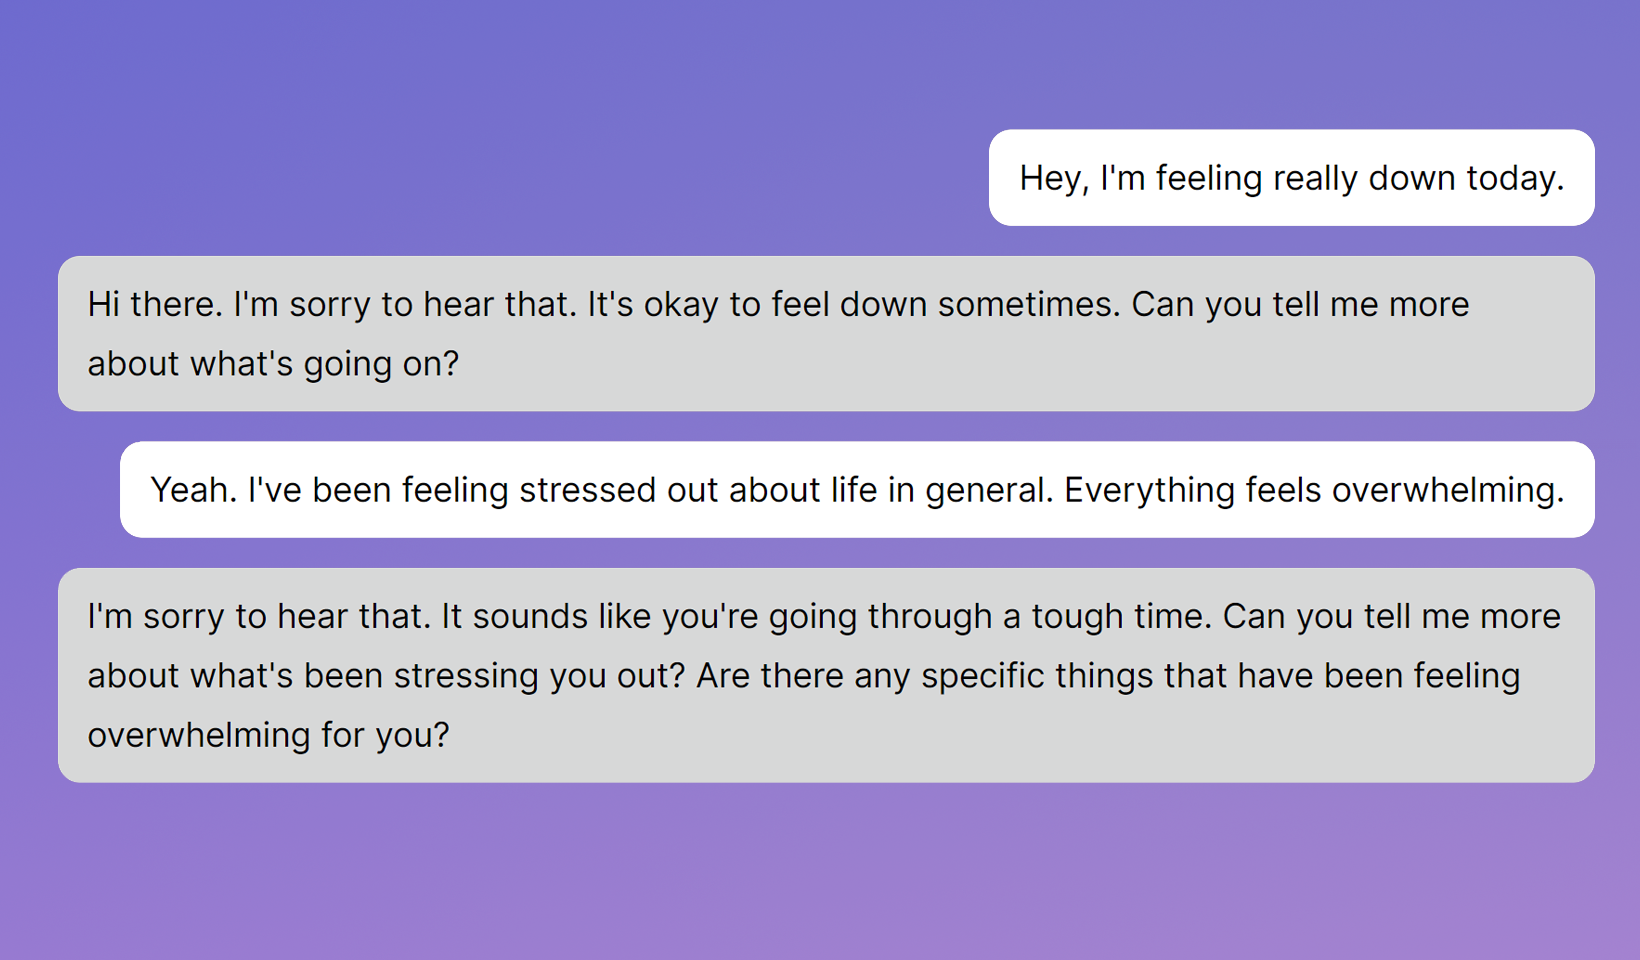 Hey, I'm feeling really down today.
Hi there. I'm sorry to hear that. It's okay to feel down sometimes. Can you tell me more
about what's going on?
Yeah. I've been feeling stressed out about life in general. Everything feels overwhelming.
I'm sorry to hear that. It sounds like you're going through a tough time. Can you tell me more
about what's been stressing you out? Are there any specific things that have been feeling
overwhelming for you?